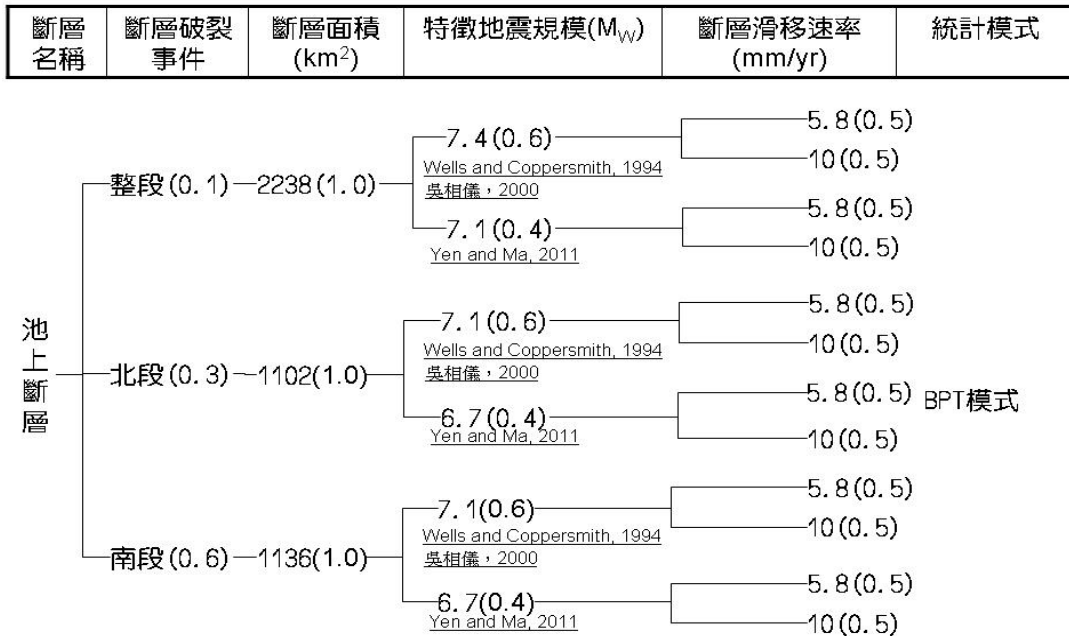 斷層名稱
斷層破裂事件
斷層面積(km²)
特徵地震規模(M_W)
斷層滑移速率(mm/yr)
統計模式
池上斷層
整段(0.1)
2238(1.0)
7.4(0.6)
Wells and Coppersmith, 1994
吳相儀，2000
5.8(0.5)
10(0.5)
7.1(0.4)
Yen and Ma, 2011
5.8(0.5)
10(0.5)
北段(0.3)
1102(1.0)
7.1(0.6)
Wells and Coppersmith, 1994
吳相儀，2000
5.8(0.5)
10(0.5)
6.7(0.4)
Yen and Ma, 2011
5.8(0.5)
10(0.5)
BPT模式
南段(0.6)
1136(1.0)
7.1(0.6)
Wells and Coppersmith, 1994
吳相儀，2000
5.8(0.5)
10(0.5)
6.7(0.4)
Yen and Ma, 2011
5.8(0.5)
10(0.5)